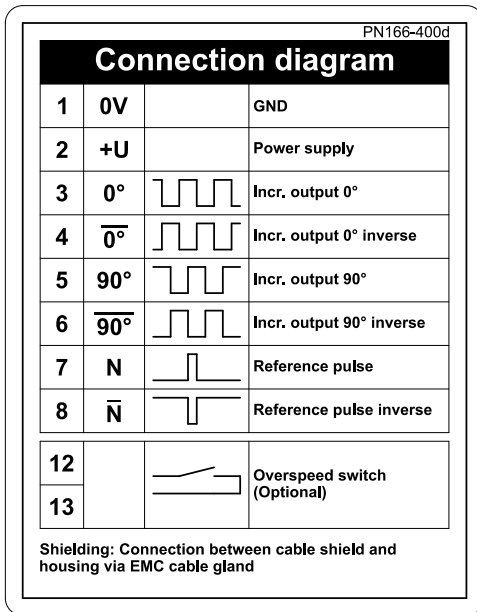 PN166-400d
Connection diagram
1 0V GND
2 +U Power supply
3 0° Incr. output 0°
4 0̅° Incr. output 0° inverse
5 90° Incr. output 90°
6 9̅0̅° Incr. output 90° inverse
7 N Reference pulse
8 N̅ Reference pulse inverse
12
13
Overspeed switch
(Optional)
Shielding: Connection between cable shield and
housing via EMC cable gland